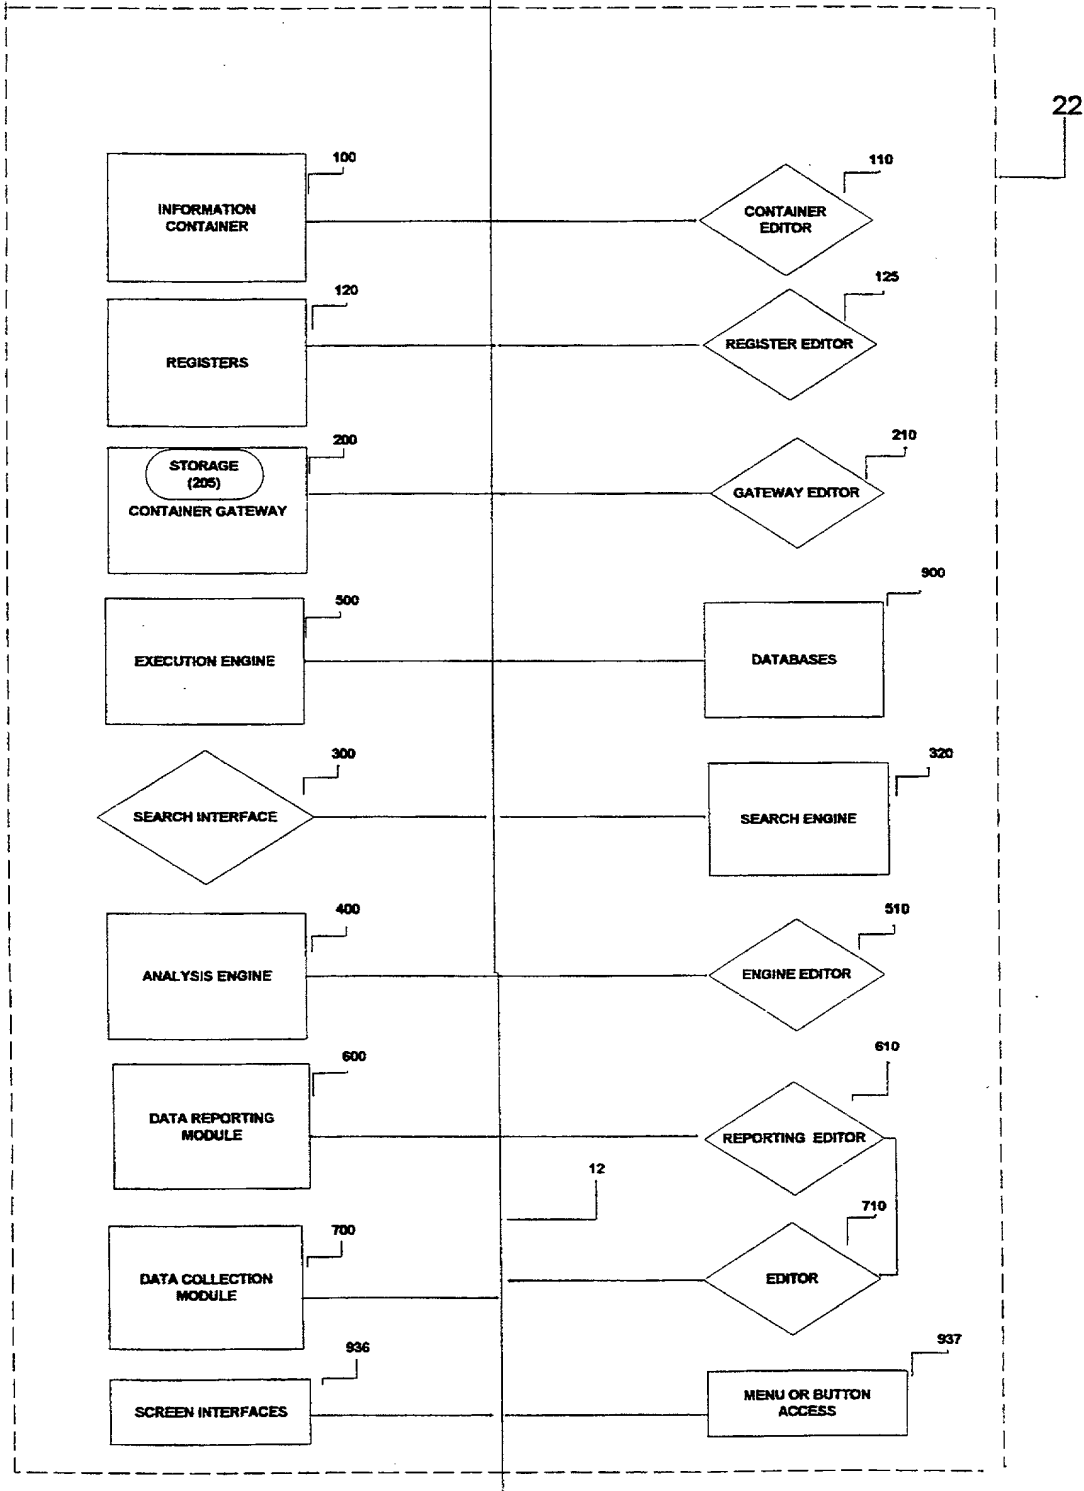 22
100
110
INFORMATION
CONTAINER
CONTAINER
EDITOR
120
125
REGISTERS
REGISTER EDITOR
200
210
STORAGE
(205)
CONTAINER GATEWAY
GATEWAY EDITOR
500
900
EXECUTION ENGINE
DATABASES
300
320
SEARCH INTERFACE
SEARCH ENGINE
400
510
ANALYSIS ENGINE
ENGINE EDITOR
600
610
DATA REPORTING
MODULE
REPORTING EDITOR
12
700
710
DATA COLLECTION
MODULE
EDITOR
936
937
SCREEN INTERFACES
MENU OR BUTTON
ACCESS